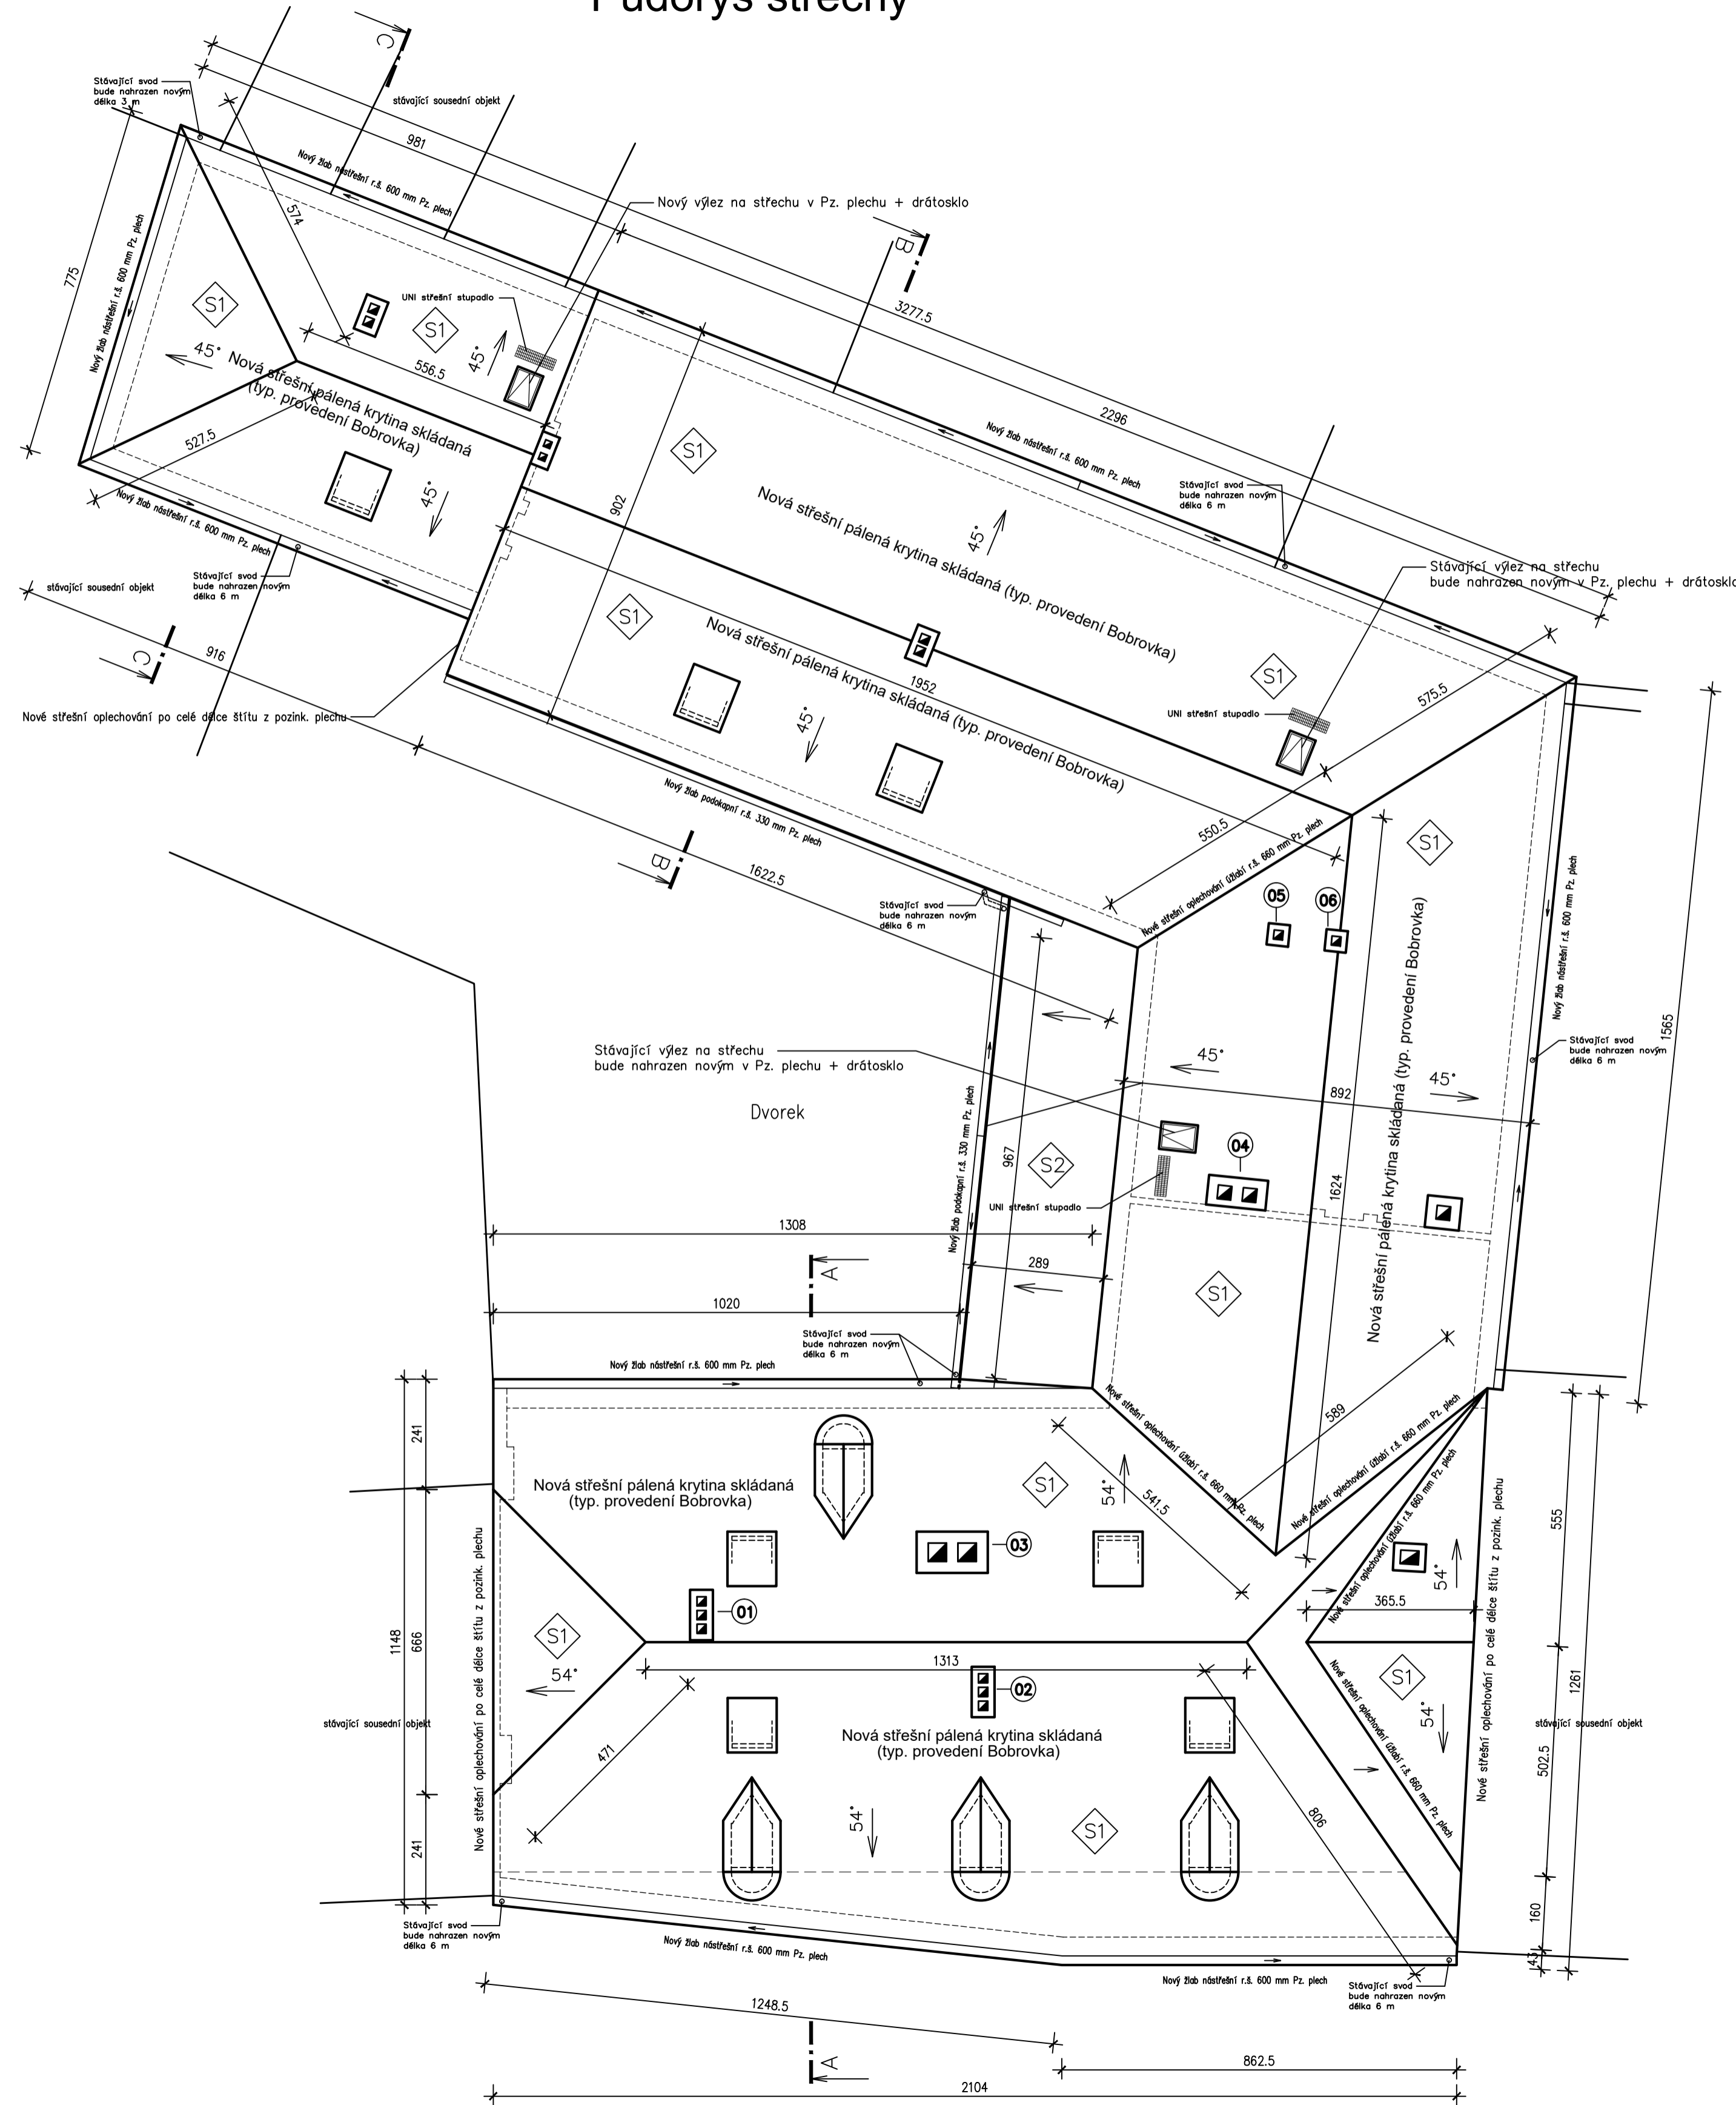 Půdorys střechy
C
Stávající svod
bude nahrazen novým
délka 3 m
stávající sousední objekt
981
Nový žlab nástřešní r.š. 600 mm Pz. plech
574
Nový výlez na střechu v Pz. plechu + drátosklo
B
775
Nový žlab nástřešní r.š. 600 mm Pz. plech
S1
UNI střešní stupadlo
S1
45°
3277.5
45°
556.5
Nová střešní pálená krytina skládaná
(typ. provedení Bobrovka)
2296
527.5
S1
Nový žlab nástřešní r.š. 600 mm Pz. plech
Stávající svod
bude nahrazen novým
délka 6 m
45°
902
Nová střešní pálená krytina skládaná (typ. provedení Bobrovka)
45°
Nový žlab nástřešní r.š. 600 mm Pz. plech
stávající sousední objekt
Stávající svod
bude nahrazen novým
délka 6 m
Stávající výlez na střechu
bude nahrazen novým v Pz. plechu + drátosklo
S1
Nová střešní pálená krytina skládaná (typ. provedení Bobrovka)
C
916
1952
S1
575.5
UNI střešní stupadlo
Nové střešní oplechování po celé délce štítu z pozink. plechu
45°
Nový žlab podokapní r.š. 330 mm Pz. plech
550.5
S1
Nové střešní oplechování úžlabí r.š. 660 mm Pz. plech
B
1622.5
05
06
Stávající svod
bude nahrazen novým
délka 6 m
Nový žlab nástřešní r.š. 600 mm Pz. plech
Nová střešní pálená krytina skládaná (typ. provedení Bobrovka)
1565
Stávající výlez na střechu
bude nahrazen novým v Pz. plechu + drátosklo
45°
45°
Stávající svod
bude nahrazen novým
délka 6 m
892
Dvorek
Nový žlab podokapní r.š. 330 mm Pz. plech
967
S2
04
1624
UNI střešní stupadlo
1308
A
289
S1
1020
Stávající svod
bude nahrazen novým
délka 6 m
Nový žlab nástřešní r.š. 600 mm Pz. plech
589
241
Nové střešní oplechování úžlabí r.š. 660 mm Pz. plech
Nové střešní oplechování úžlabí r.š. 660 mm Pz. plech
Nové střešní oplechování úžlabí r.š. 660 mm Pz. plech
Nová střešní pálená krytina skládaná
(typ. provedení Bobrovka)
S1
54°
541.5
555
03
54°
365.5
01
Nové střešní oplechování po celé délce štítu z pozink. plechu
Nové střešní oplechování po celé délce štítu z pozink. plechu
1148
666
S1
54°
1313
02
S1
Nové střešní oplechování úžlabí r.š. 660 mm Pz. plech
54°
1261
stávající sousední objekt
471
Nová střešní pálená krytina skládaná
(typ. provedení Bobrovka)
stávající sousední objekt
502.5
54°
S1
806
241
160
43
Stávající svod
bude nahrazen novým
délka 6 m
Nový žlab nástřešní r.š. 600 mm Pz. plech
Nový žlab nástřešní r.š. 600 mm Pz. plech
Stávající svod
bude nahrazen novým
délka 6 m
1248.5
A
862.5
2104